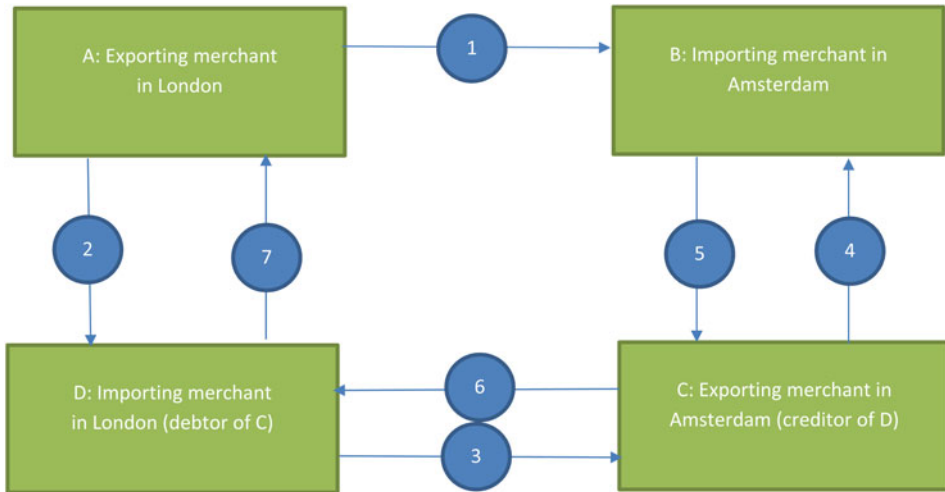 A: Exporting merchant
in London
1
B: Importing merchant in
Amsterdam
2
7
5
4
D: Importing merchant
in London (debtor of C)
6
3
C: Exporting merchant in
Amsterdam (creditor of D)